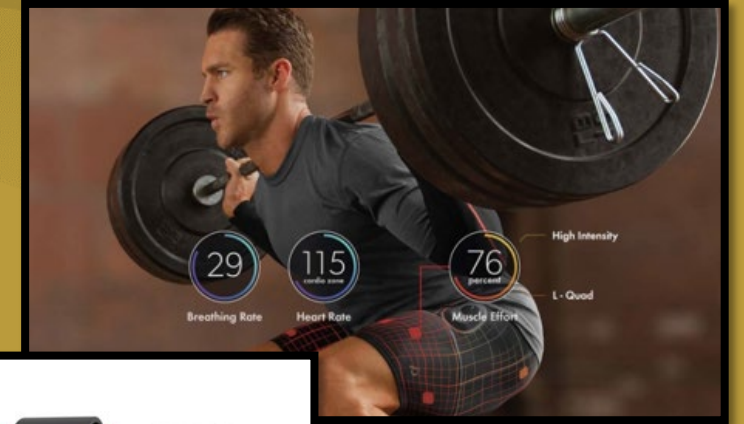 29
Breathing Rate
115
cardio zone
Heart Rate
76
percent
Muscle Effort
High Intensity
L - Quad